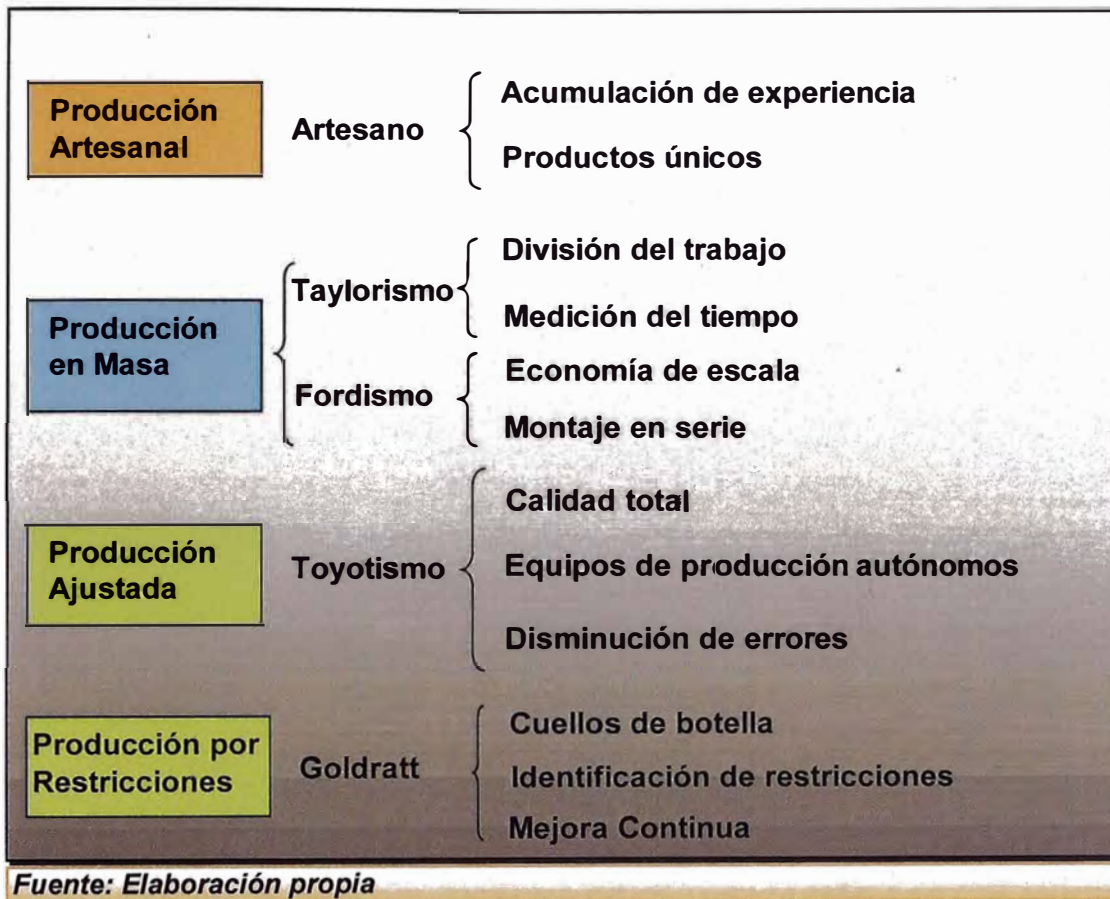 Producción
Artesanal
Artesano
Acumulación de experiencia
Productos únicos
Producción
en Masa
Taylorismo
División del trabajo
Medición del tiempo
Fordismo
Economía de escala
Montaje en serie
Producción
Ajustada
Toyotismo
Calidad total
Equipos de producción autónomos
Disminución de errores
Producción por
Restricciones
Goldratt
Cuellos de botella
Identificación de restricciones
Mejora Continua
Fuente: Elaboración propia